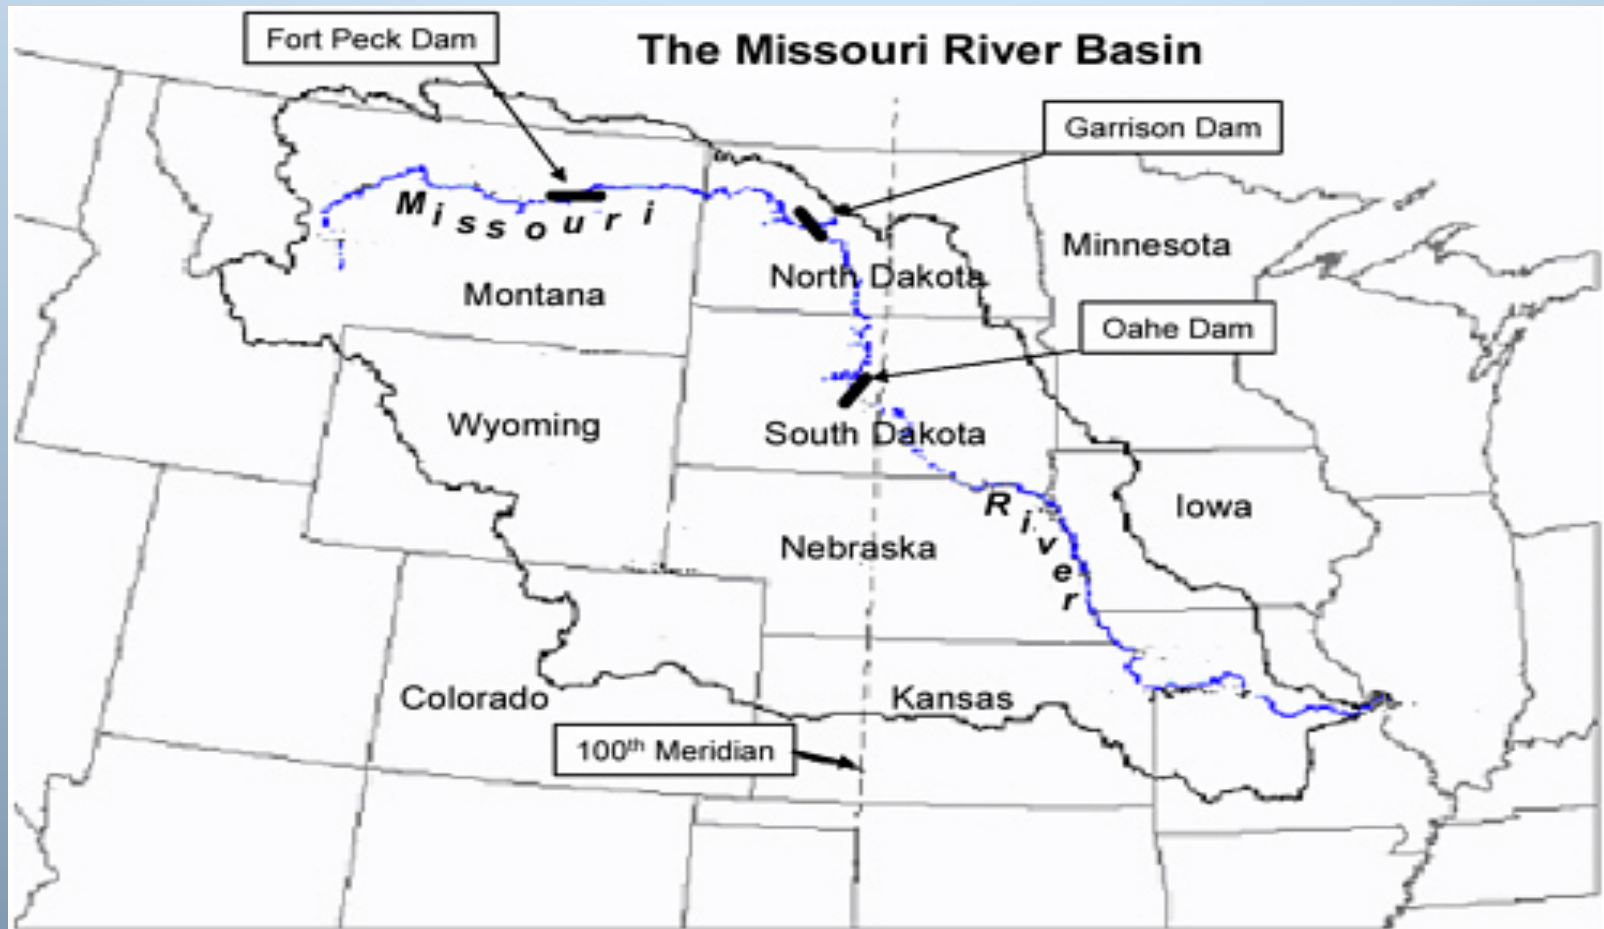 Fort Peck Dam
The Missouri River Basin
Garrison Dam
Missouri
Minnesota
North Dakota
Montana
Oahe Dam
Wyoming
South Dakota
River
Iowa
Nebraska
Colorado
Kansas
100th Meridian